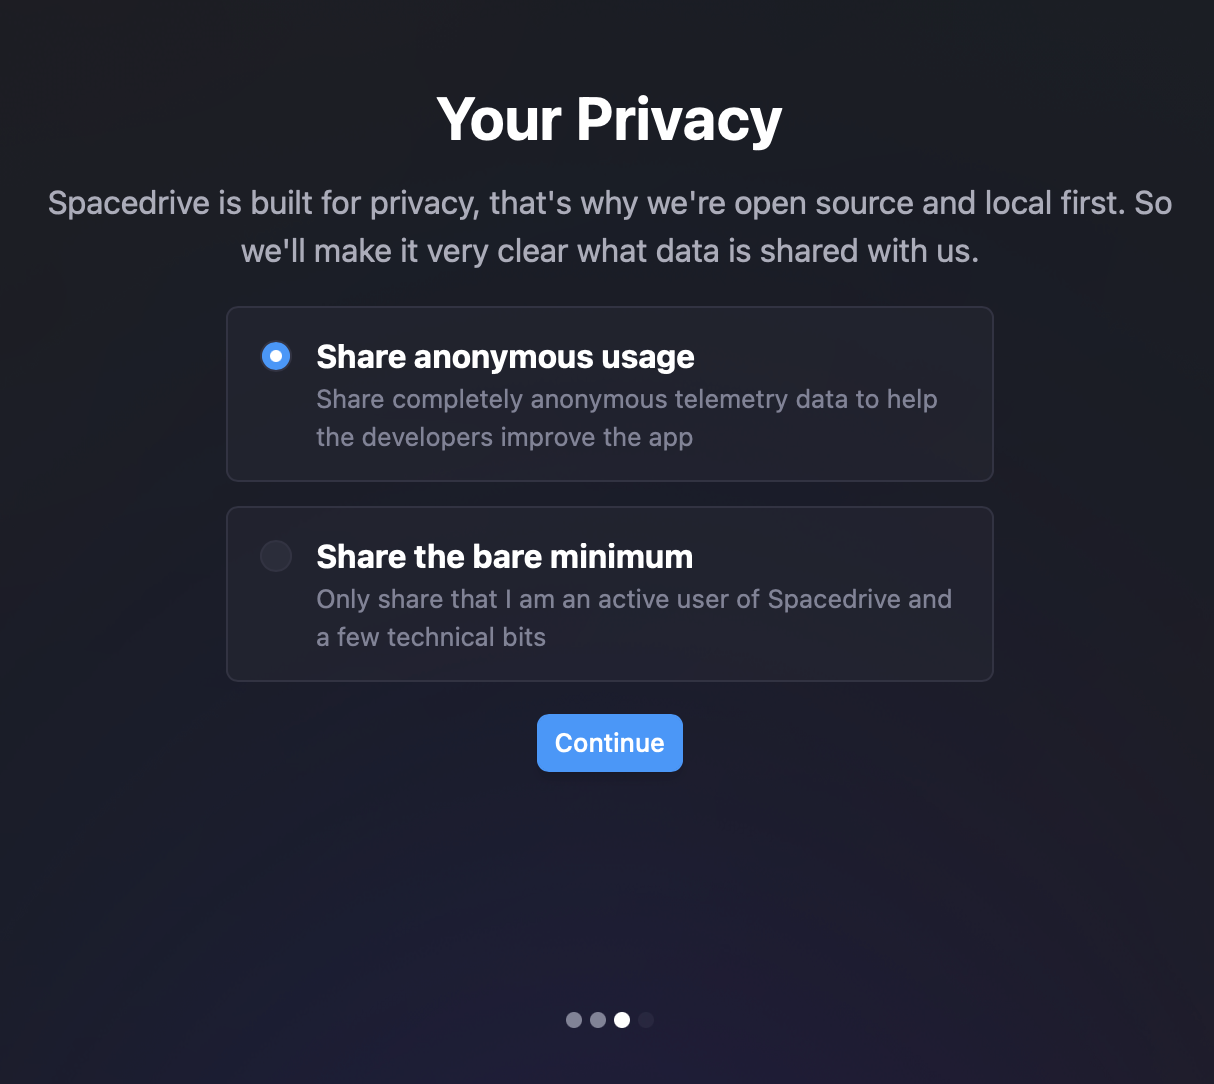 Your Privacy
Spacedrive is built for privacy, that's why we're open source and local first. So
we'll make it very clear what data is shared with us.
Share anonymous usage
Share completely anonymous telemetry data to help
the developers improve the app
Share the bare minimum
Only share that I am an active user of Spacedrive and
a few technical bits
Continue